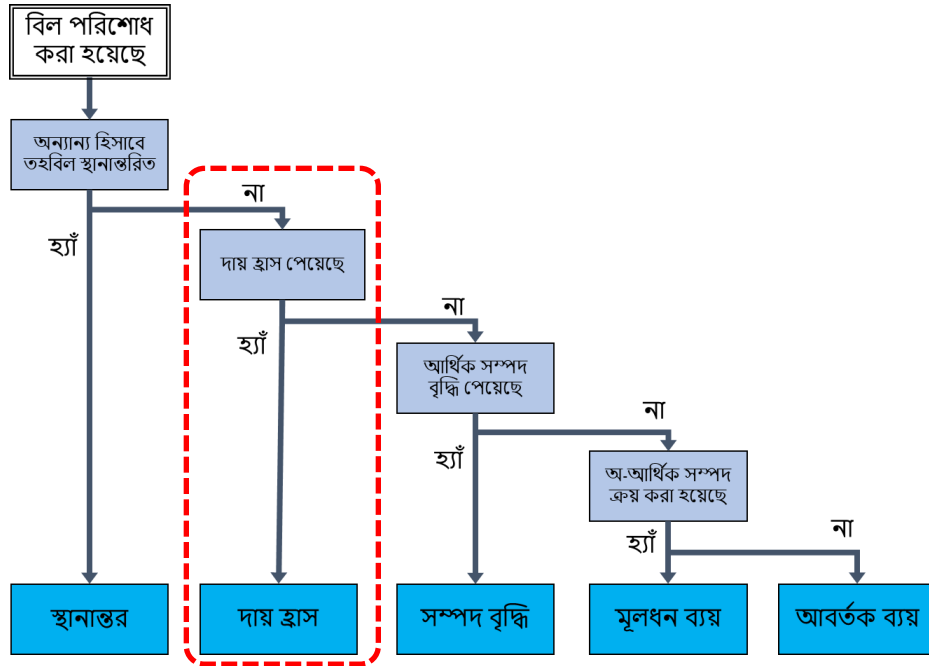 বিল পরিশোধ
করা হয়েছে
অন্যান্য হিসাবে
তহবিল স্থানান্তরিত
না
হ্যাঁ
দায় হ্রাস পেয়েছে
না
হ্যাঁ
আর্থিক সম্পদ
বৃদ্ধি পেয়েছে
না
হ্যাঁ
অ-আর্থিক সম্পদ
ক্রয় করা হয়েছে
না
হ্যাঁ
স্থানান্তর
দায় হ্রাস
সম্পদ বৃদ্ধি
মূলধন ব্যয়
আবর্তক ব্যয়